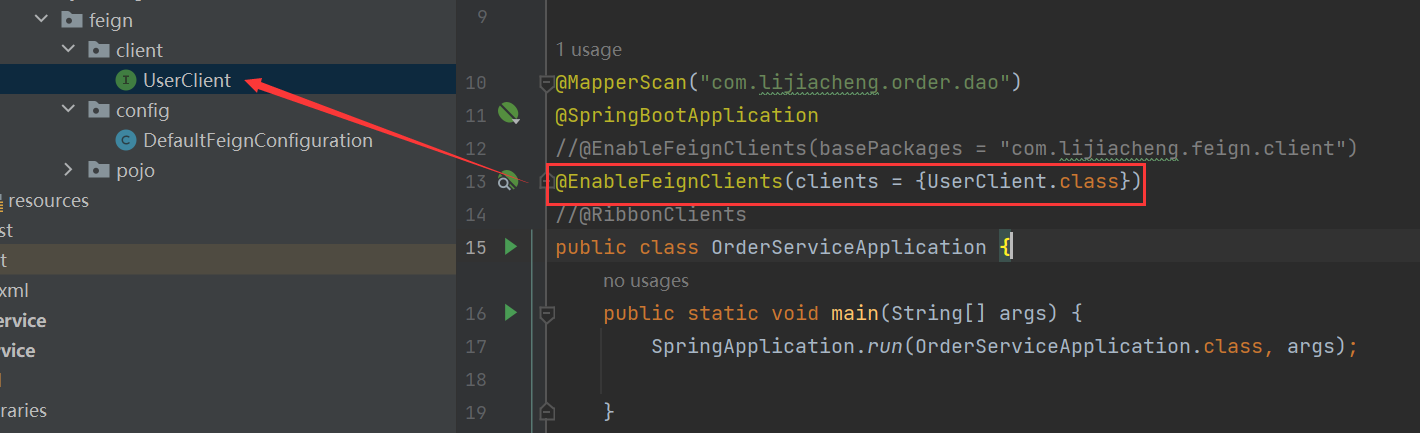 feign
client
UserClient
config
DefaultFeignConfiguration
pojo
resources
st
t
xml
ervice
vice
raries
9
1 usage
10 @MapperScan("com.lijiacheng.order.dao")
11 @SpringBootApplication
12 //@EnableFeignClients(basePackages = "com.lijiacheng.feign.client")
13 @EnableFeignClients(clients = {UserClient.class})
14 //@RibbonClients
15 public class OrderServiceApplication {
no usages
16 public static void main(String[] args) {
17 SpringApplication.run(OrderServiceApplication.class, args);
18
19 }